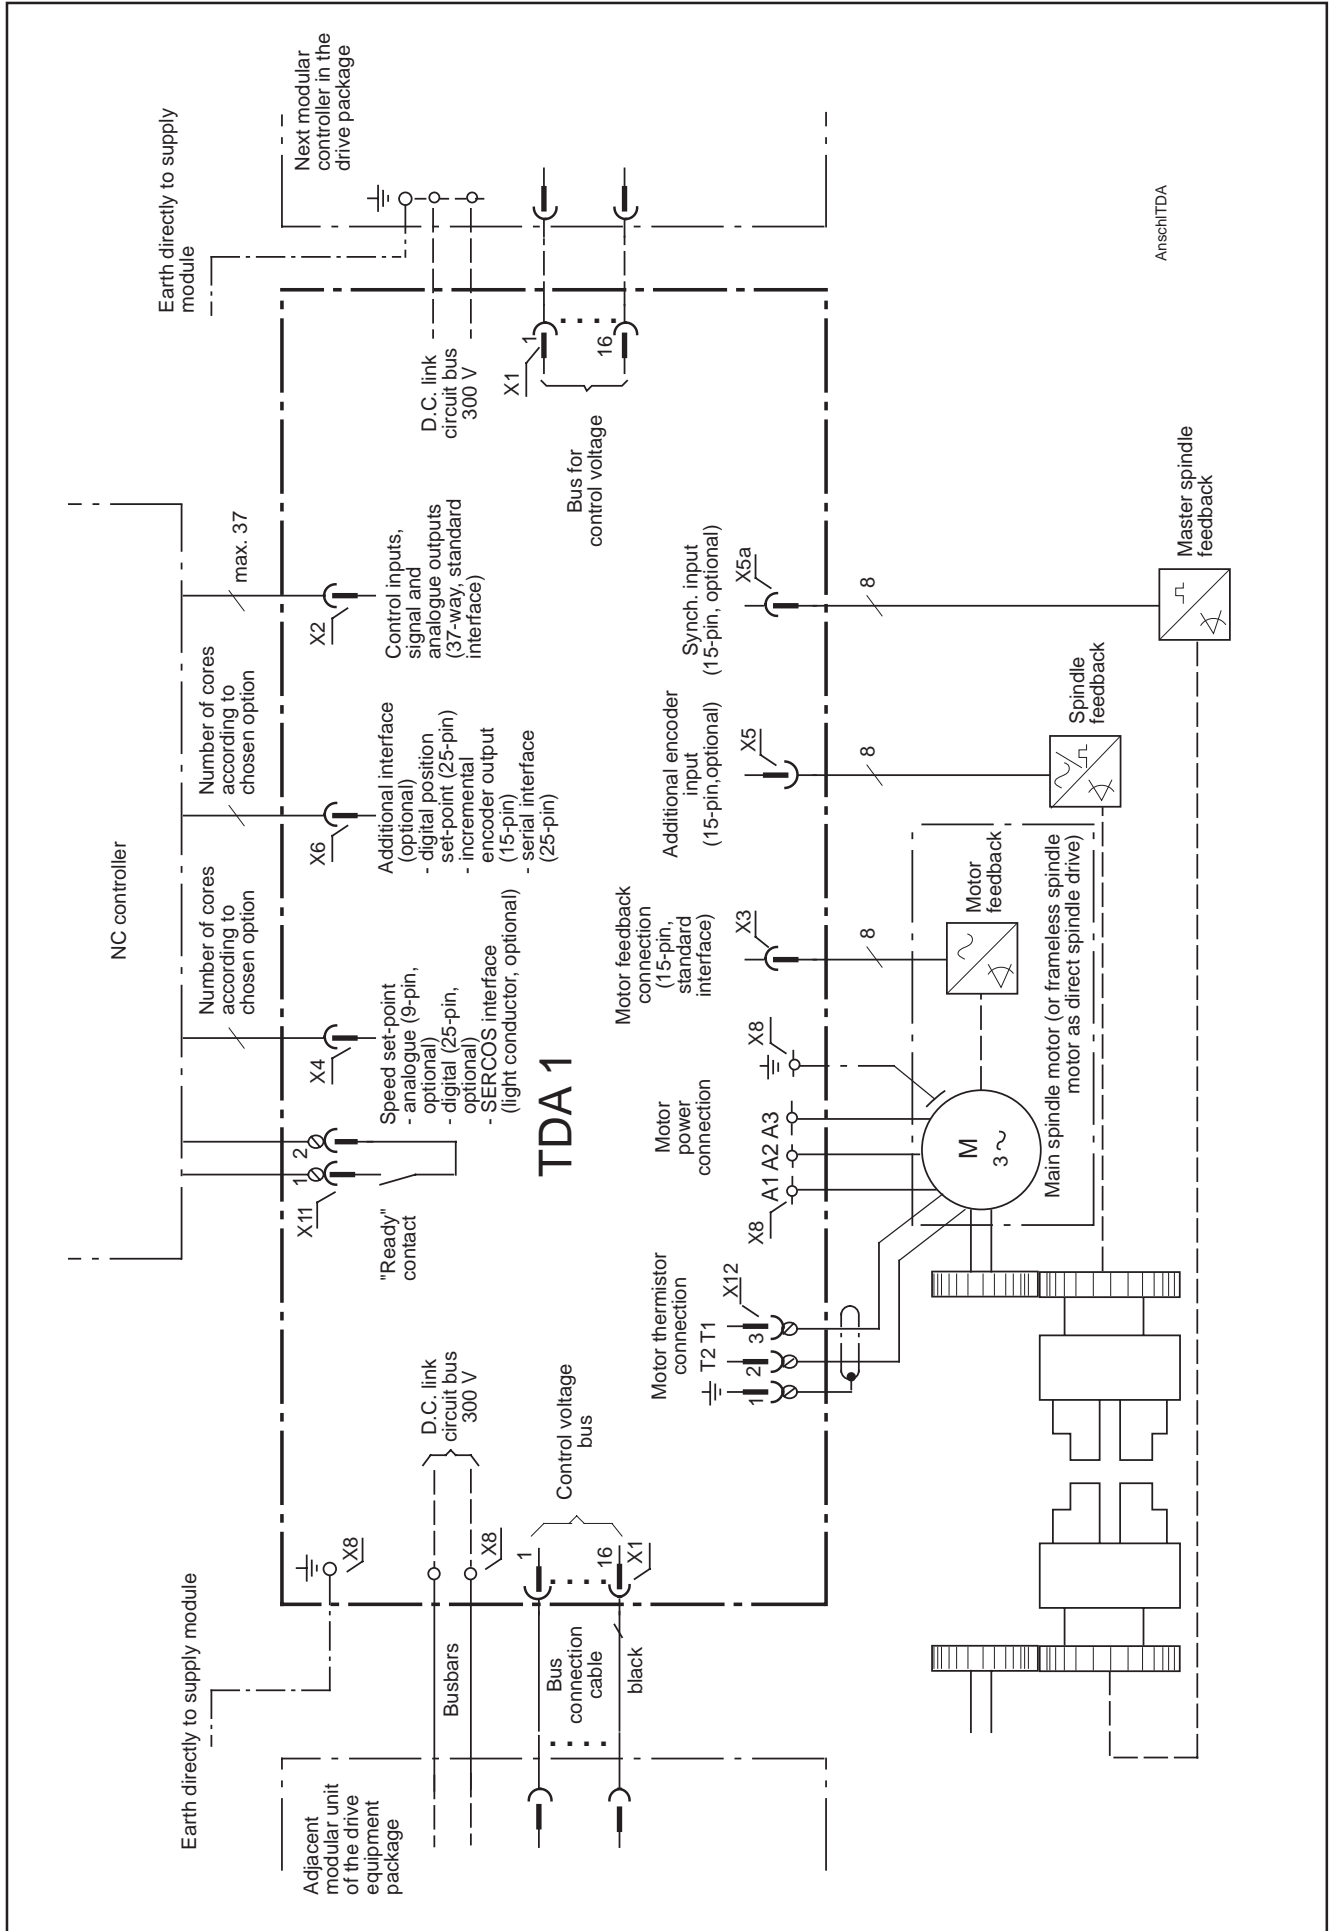 NC controller
Earth directly to supply module
Adjacent
modular unit
of the drive
equipment
package
Busbars
Bus
connection
cable
black
X8
X8
D.C. link
circuit bus
300 V
1
16
X1
Control voltage
bus
X11
1
2
"Ready"
contact
Number of cores
according to
chosen option
X4
Speed set-point
- analogue (9-pin,
optional)
- digital (25-pin,
optional)
- SERCOS interface
(light conductor, optional)
Number of cores
according to
chosen option
X6
Additional interface
(optional)
- digital position
set-point (25-pin)
- incremental
encoder output
(15-pin)
- serial interface
(25-pin)
max. 37
X2
Control inputs,
signal and
analogue outputs
(37-way, standard
interface)
TDA 1
D.C. link
circuit bus
300 V
X1
1
16
Bus for
control voltage
Earth directly to supply
module
Next modular
controller in the
drive package
Motor thermistor
connection
T2 T1
X12
1
2
3
Motor
power
connection
X8
A1 A2 A3
X8
Motor feedback
connection
(15-pin,
standard
interface)
X3
8
Additional encoder
input
(15-pin,optional)
X5
8
Synch. input
(15-pin, optional)
X5a
8
M
3 ~
Motor
feedback
Main spindle motor (or frameless spindle
motor as direct spindle drive)
Spindle
feedback
Master spindle
feedback
AnschlTDA